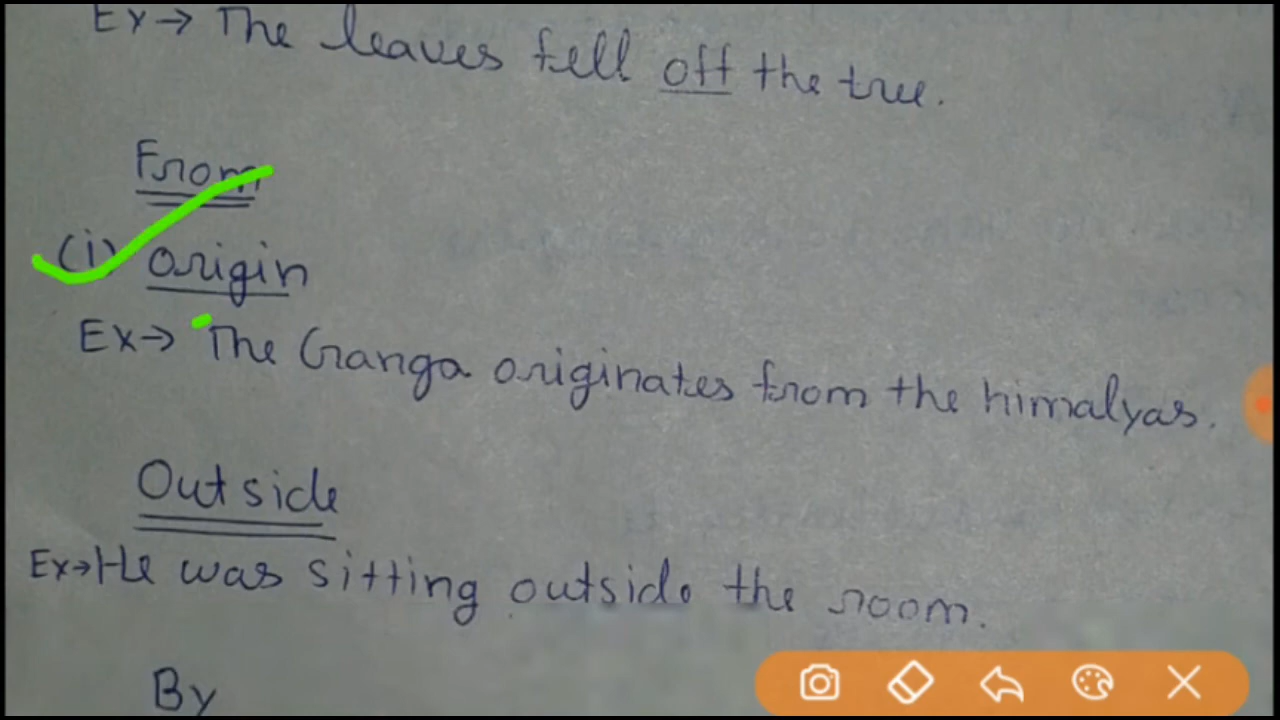 Ex→ The leaves fell off the tree.
From
(i) origin
Ex→ The Ganga originates from the himalyas.
Outside
Ex→ He was sitting outside the room.
By